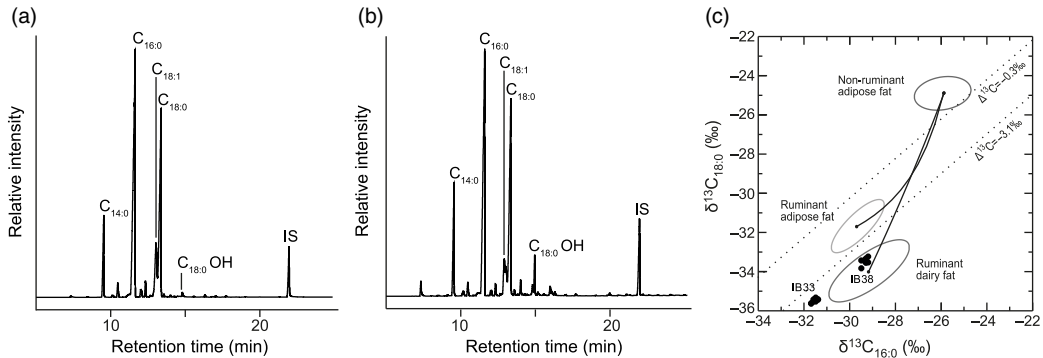 (a)
C16:0
C18:1
C18:0
C14:0
IS
C18:0 OH
Relative intensity
10
20
Retention time (min)
(b)
C16:0
C18:1
C18:0
C14:0
IS
C18:0 OH
Relative intensity
10
20
Retention time (min)
(c)
−22
−24
−26
−28
−30
−32
−34
−36
δ13C18:0 (‰)
Non-ruminant
adipose fat
Δ13C=−0.3‰
Δ13C=−3.1‰
Ruminant
adipose fat
Ruminant
dairy fat
IB38
IB33
−34
−32
−30
−28
−26
−24
−22
δ13C16:0 (‰)